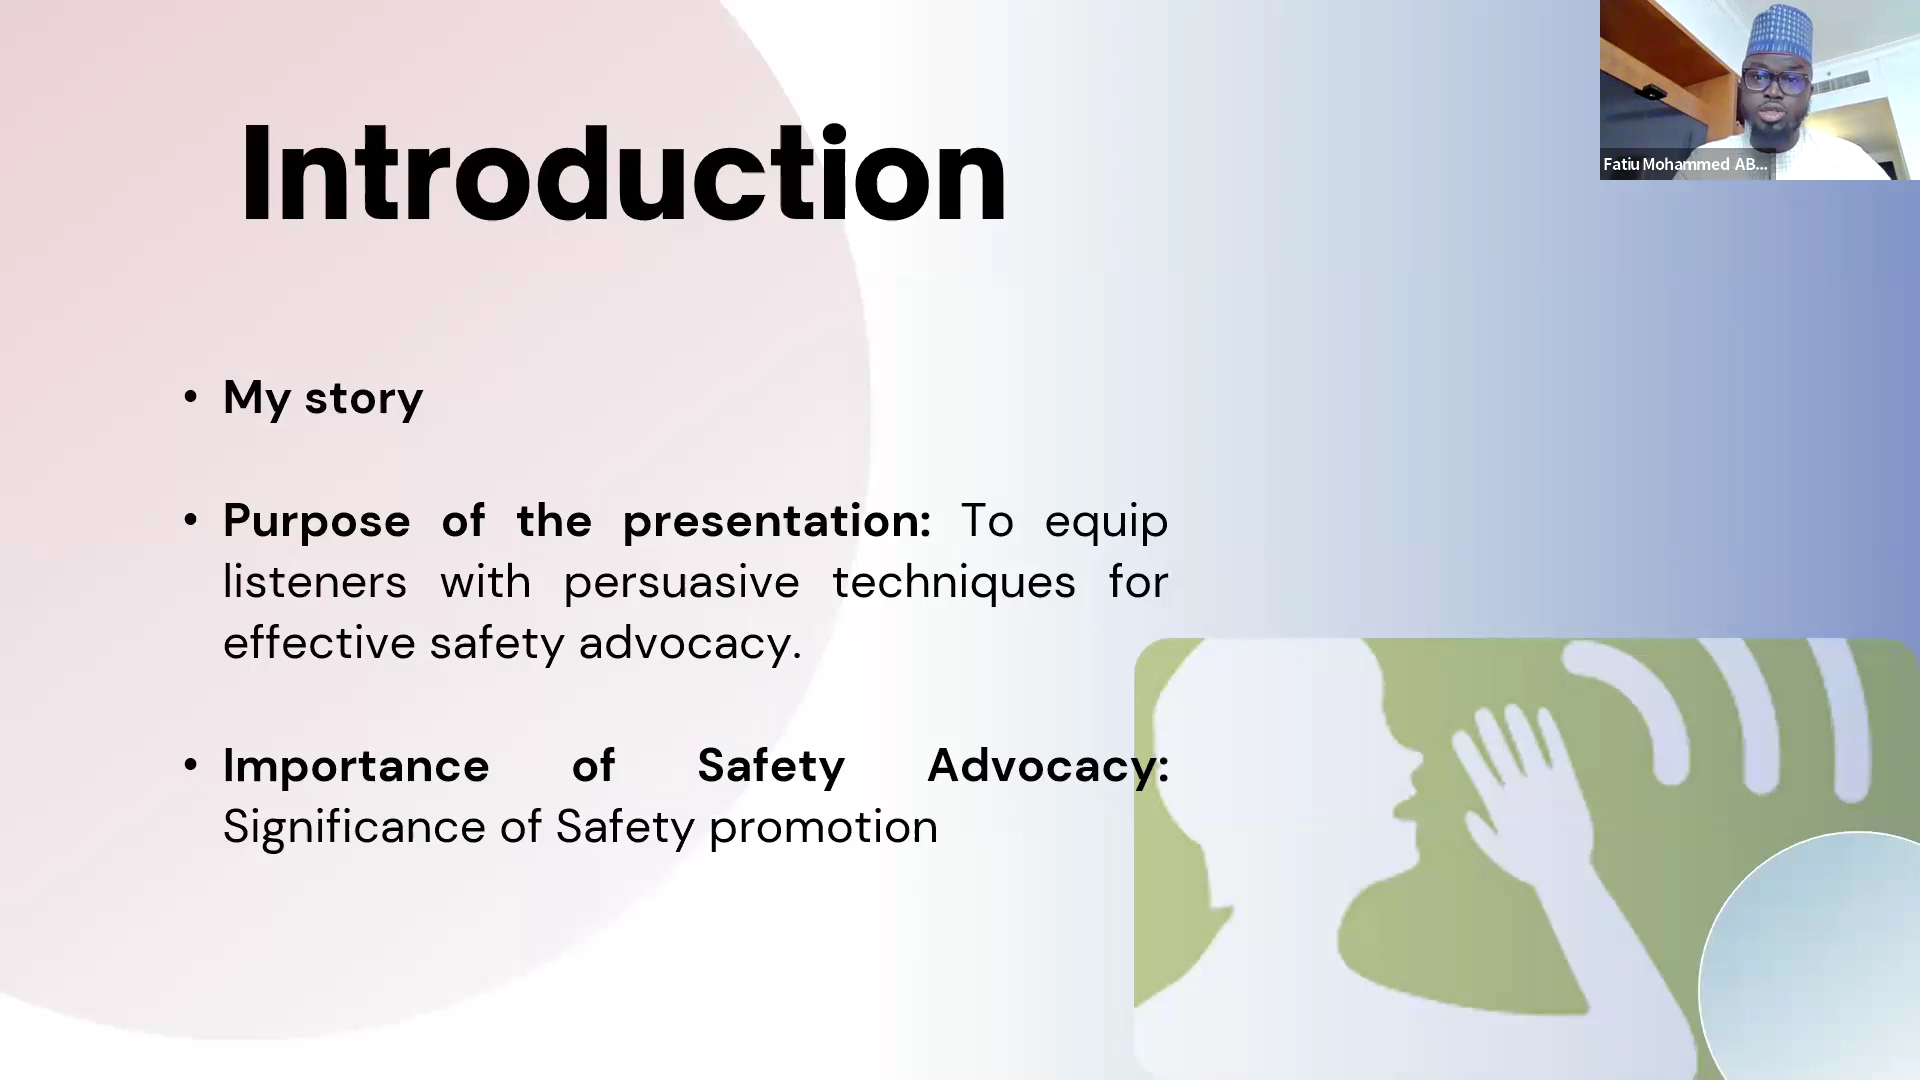 Introduction
• My story
• Purpose of the presentation: To equip
listeners with persuasive techniques for
effective safety advocacy.
• Importance of Safety Advocacy:
Significance of Safety promotion
Fatiu Mohammed AB...